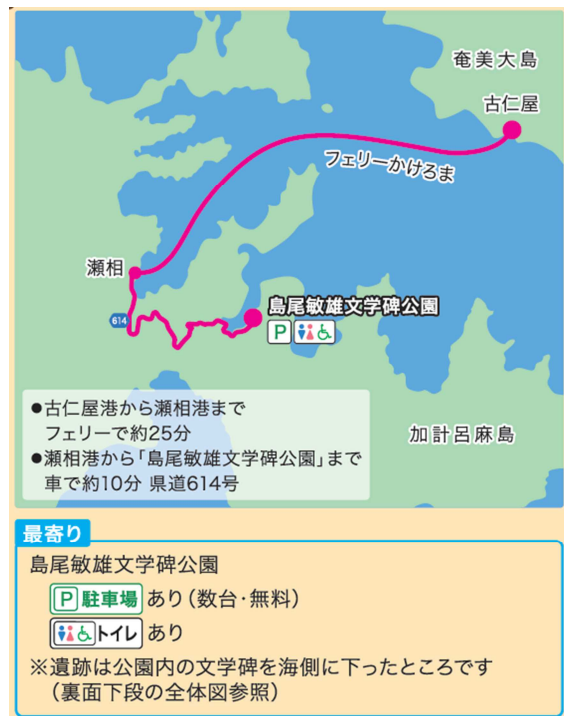 奄美大島
古仁屋
フェリーかけろま
瀬相
島尾敏雄文学碑公園
P
614
●古仁屋港から瀬相港まで
フェリーで約25分
●瀬相港から「島尾敏雄文学碑公園」まで
車で約10分 県道614号
加計呂麻島
最寄り
島尾敏雄文学碑公園
P駐車場 あり(数台・無料)
トイレ あり
※遺跡は公園内の文学碑を海側に下ったところです
(裏面下段の全体図参照)